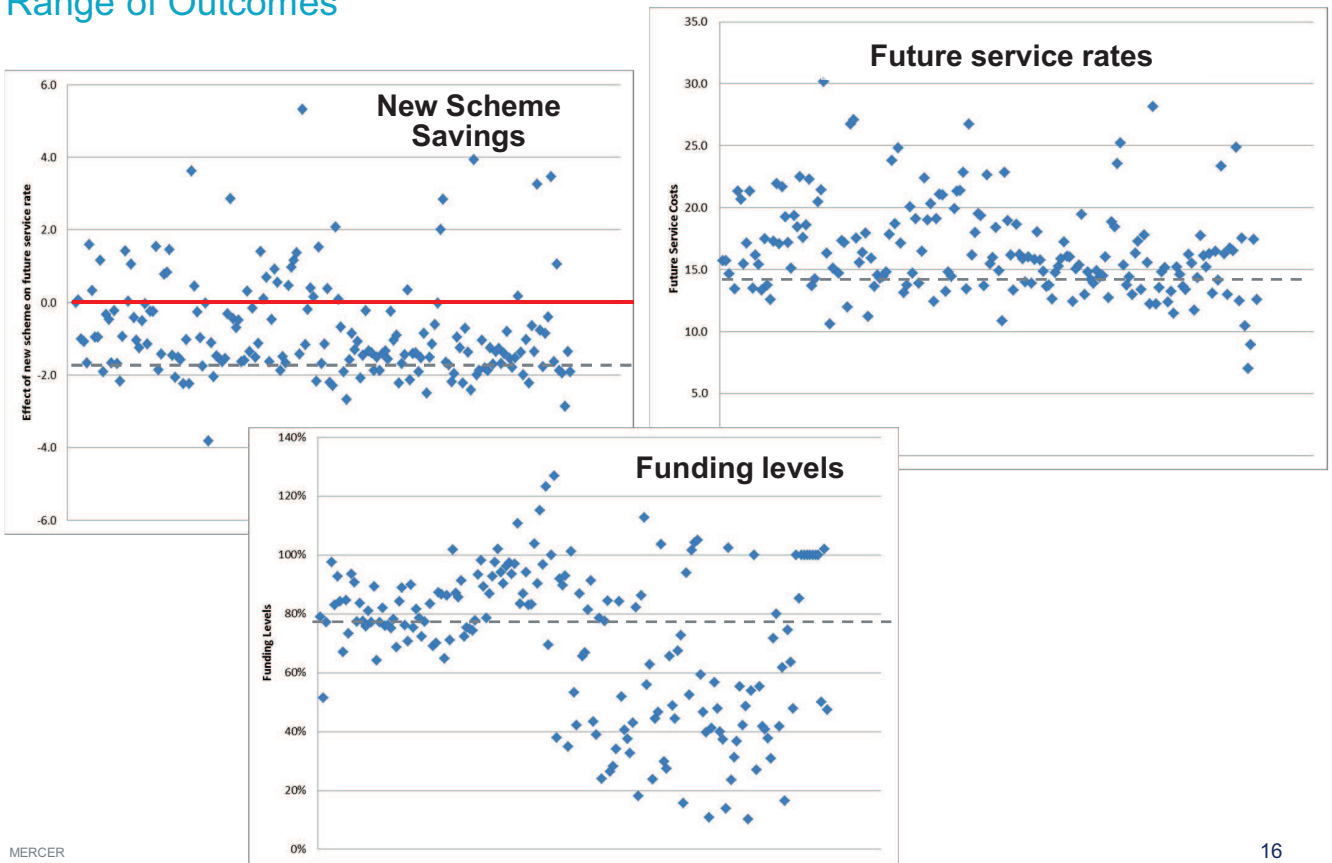 Range of Outcomes
New Scheme
Savings
Effect of new scheme on future service rate
6.0
4.0
2.0
0.0
-2.0
-4.0
-6.0
Future service rates
Future Service Costs
35.0
30.0
25.0
20.0
15.0
10.0
5.0
Funding levels
Funding Levels
140%
120%
100%
80%
60%
40%
20%
0%
MERCER
16